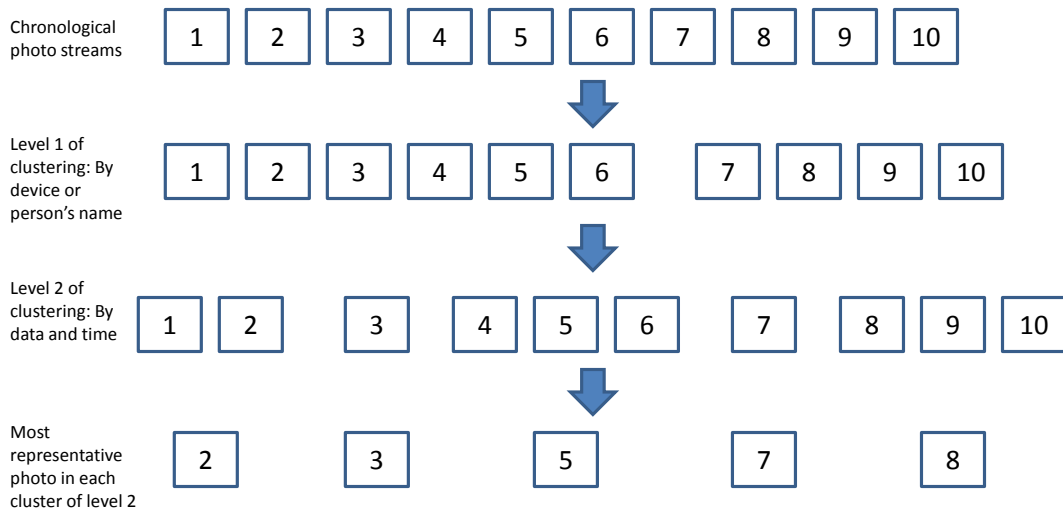 Chronological
photo streams
1 2 3 4 5 6 7 8 9 10
Level 1 of
clustering: By
device or
person’s name
1 2 3 4 5 6 7 8 9 10
Level 2 of
clustering: By
data and time
1 2 3 4 5 6 7 8 9 10
Most
representative
photo in each
cluster of level 2
2 3 5 7 8